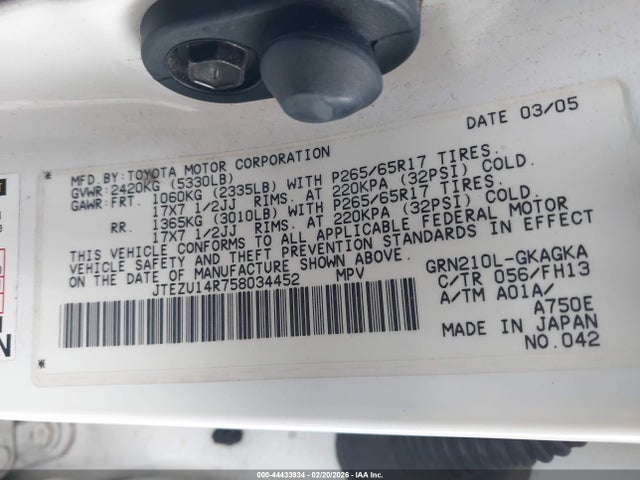 DATE 03/05
MFD BY:TOYOTA MOTOR CORPORATION
GVWR:2420KG (5330LB)
GAWR:FRT. 1060KG (2335LB) WITH P265/65R17 TIRES.
17X7 1/2JJ RIMS. AT 220KPA (32PSI) COLD.
RR. 1365KG (3010LB) WITH P265/65R17 TIRES.
17X7 1/2JJ RIMS. AT 220KPA (32PSI) COLD.
THIS VEHICLE CONFORMS TO ALL APPLICABLE FEDERAL MOTOR
VEHICLE SAFETY AND THEFT PREVENTION STANDARDS IN EFFECT
ON THE DATE OF MANUFACTURE SHOWN ABOVE.
JTEZU14R758034452 MPV
GRN210L-GKAGKA
C/TR 056/FH13
A/TM A01A/
A750E
MADE IN JAPAN
NO.042
000-44433934 | 02/20/2026 - IAA Inc.